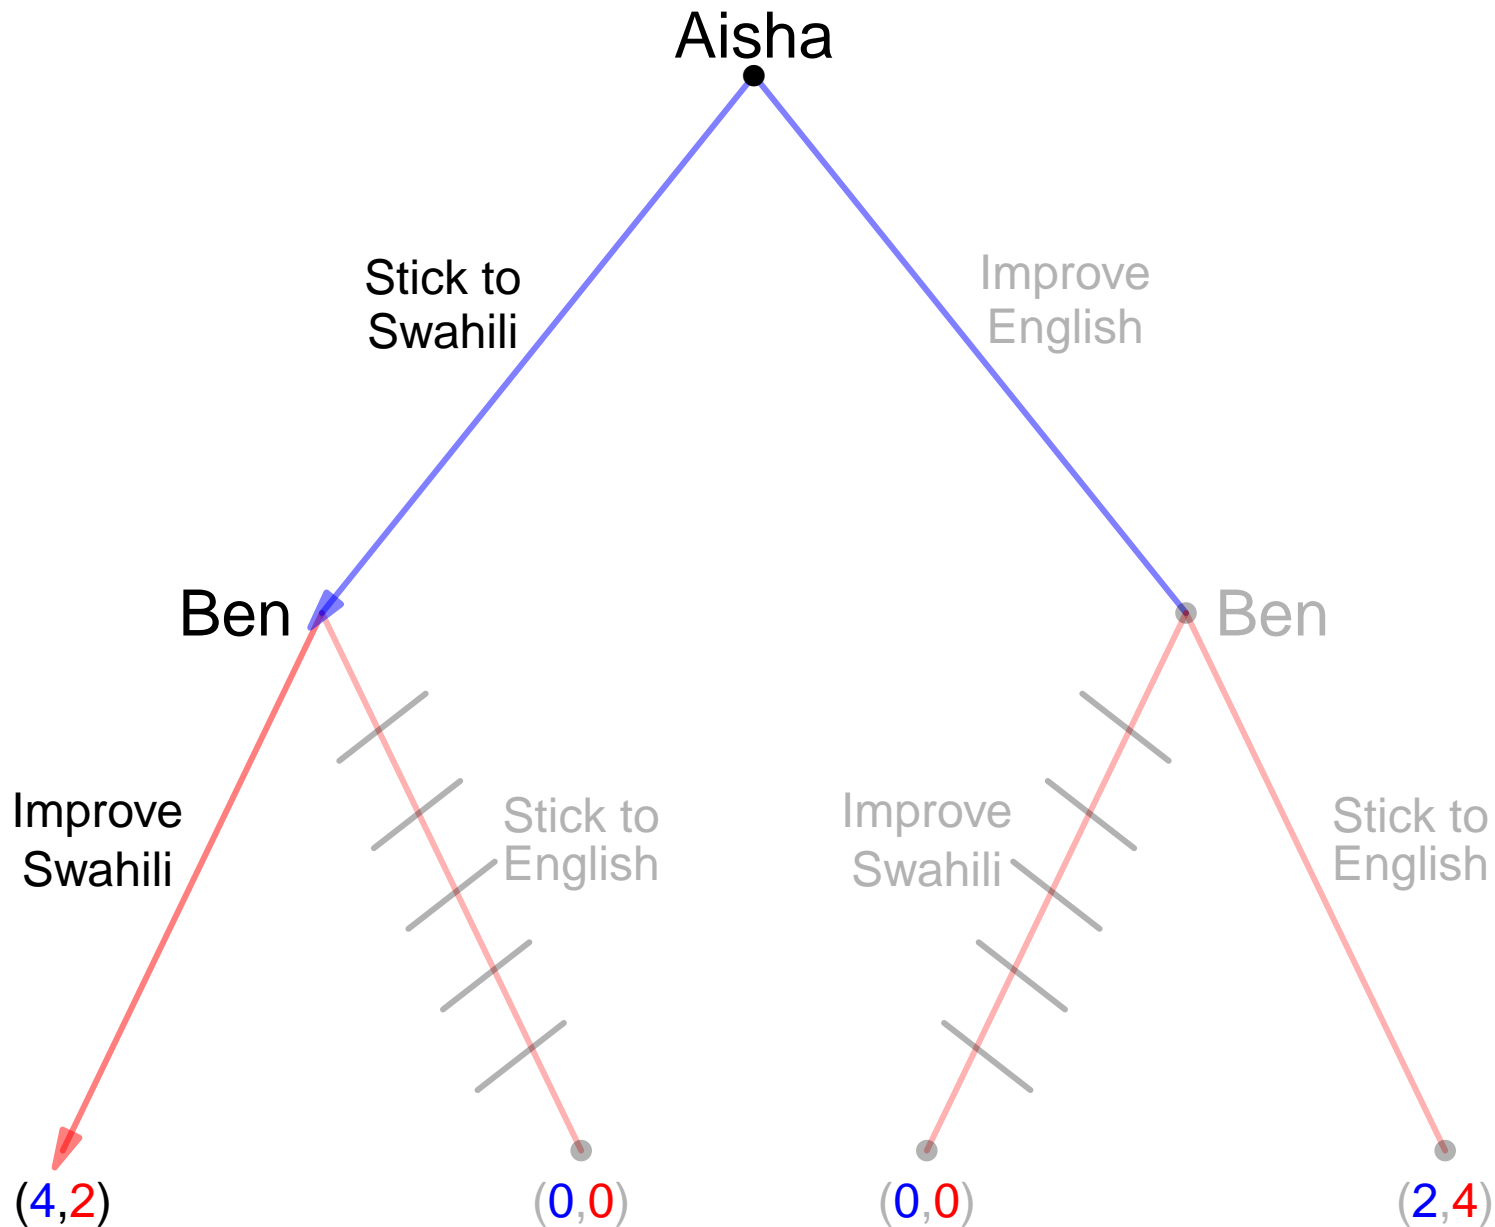 Aisha
Stick to
Swahili
Improve
English
Ben
Ben
Improve
Swahili
Stick to
English
Improve
Swahili
Stick to
English
(4,2)
(0,0)
(0,0)
(2,4)